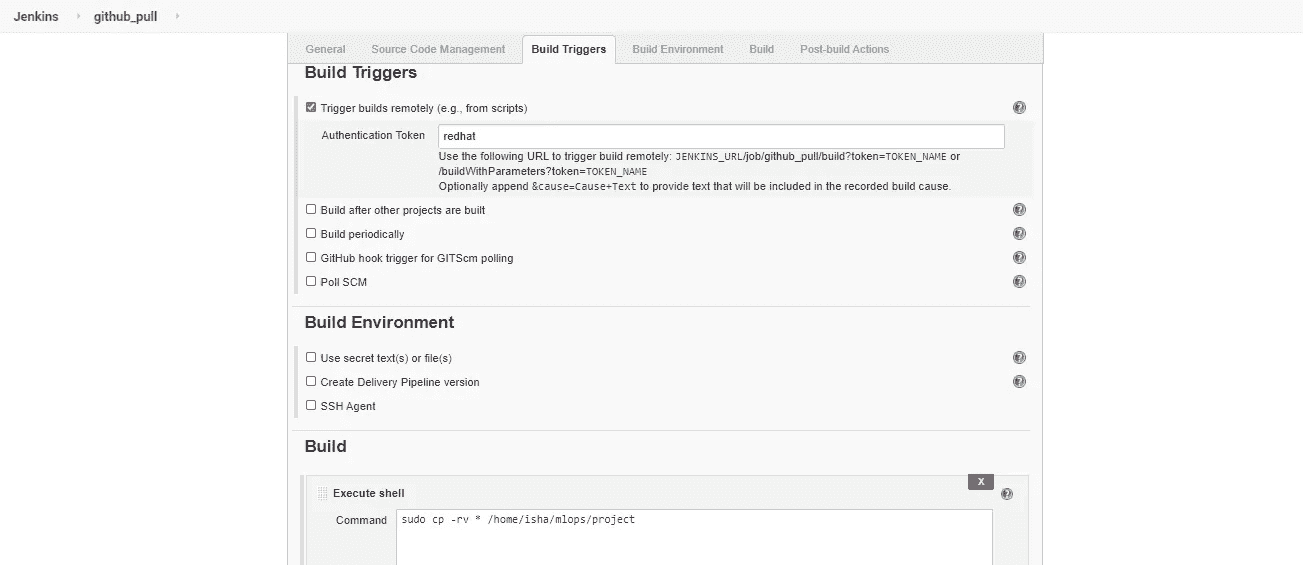 Jenkins github_pull
General Source Code Management Build Triggers Build Environment Build Post-build Actions
Build Triggers
Trigger builds remotely (e.g., from scripts)
Authentication Token redhat
Use the following URL to trigger build remotely: JENKINS_URL/job/github_pull/build?token=TOKEN_NAME or
/buildWithParameters?token=TOKEN_NAME
Optionally append &cause=Cause+Text to provide text that will be included in the recorded build cause.
Build after other projects are built
Build periodically
GitHub hook trigger for GITScm polling
Poll SCM
Build Environment
Use secret text(s) or file(s)
Create Delivery Pipeline version
SSH Agent
Build
X
Execute shell
Command sudo cp -rv * /home/isha/mlops/project